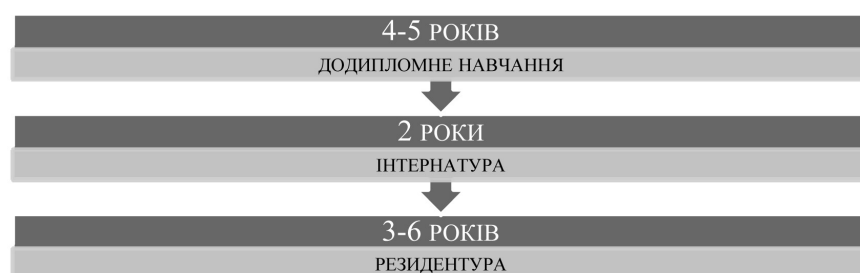 4-5 РОКІВ
ДОДИПЛОМНЕ НАВЧАННЯ
2 РОКИ
ІНТЕРНАТУРА
3-6 РОКІВ
РЕЗИДЕНТУРА